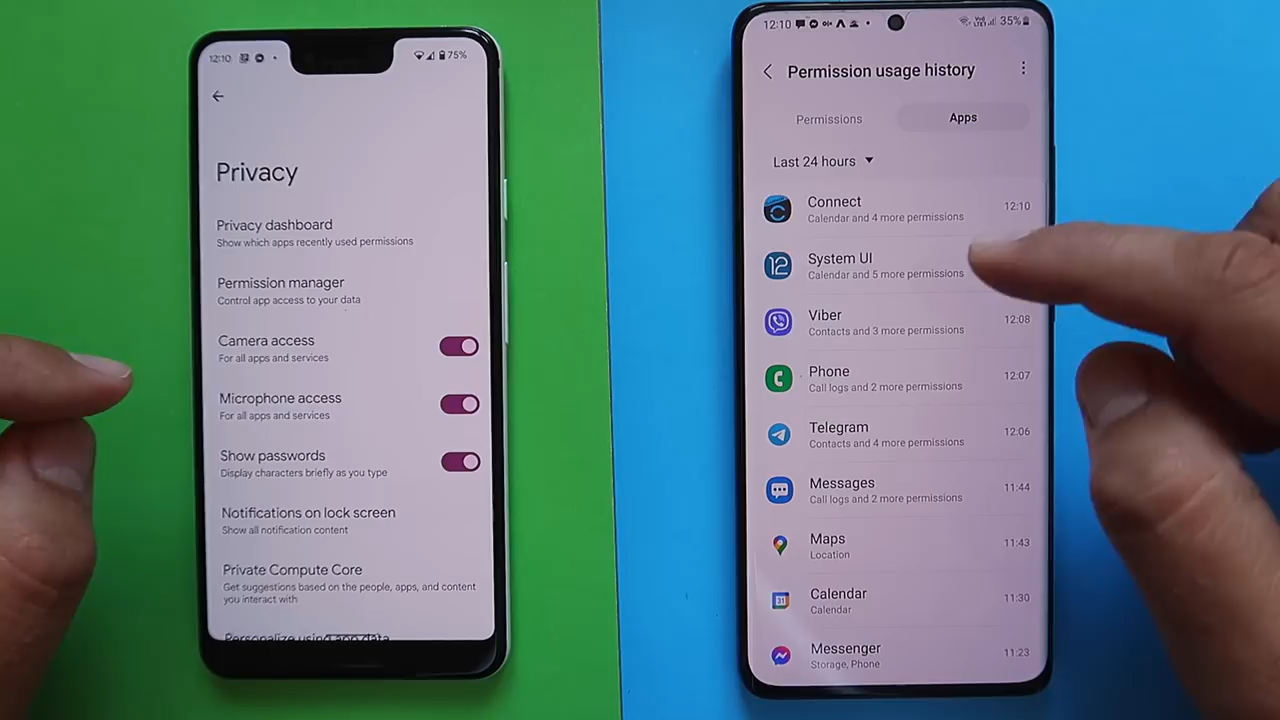 12:10
75%
Privacy
Privacy dashboard
Show which apps recently used permissions
Permission manager
Control app access to your data
Camera access
For all apps and services
Microphone access
For all apps and services
Show passwords
Display characters briefly as you type
Notifications on lock screen
Show all notification content
Private Compute Core
Get suggestions based on the people, apps, and content
you interact with
Personalize using app data
12:10
35%
Permission usage history
Permissions
Apps
Last 24 hours
Connect
12:10
Calendar and 4 more permissions
System UI
Calendar and 5 more permissions
Viber
12:08
Contacts and 3 more permissions
Phone
12:07
Call logs and 2 more permissions
Telegram
12:06
Contacts and 4 more permissions
Messages
11:44
Call logs and 2 more permissions
Maps
11:43
Location
Calendar
11:30
Calendar
Messenger
11:23
Storage, Phone